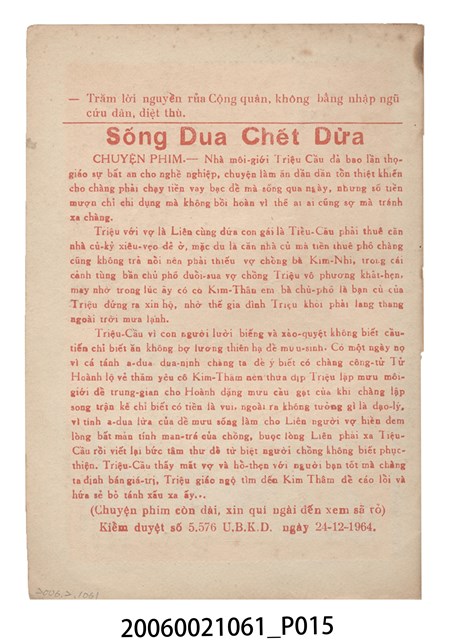 — Trăm lời nguyền rủa Cộng quân, không bằng nhập ngũ
cứu dân, diệt thù.
Sống Dua Chết Dừa
CHUYỆN PHIM.— Nhà môi-giới Triệu Cầu đã bao lần thọ-
giáo sự bất an cho nghề nghiệp, chuyện làm ăn dần dần tồn thiệt khiến
cho chàng phải chạy tiền vay bạc để mà sống qua ngày, nhưng số tiền
mượn chỉ chi dụng mà không bồi hoàn vì thế ai ai cũng sợ mà tránh
xa chàng.
Triệu với vợ là Liên cùng đứa con gái là Tiểu-Cầu phải thuê căn
nhà cũ-kỹ xiêu-vẹo để ở, mặc dù là căn nhà cũ mà tiền thuê phố chàng
cũng không trả nổi nên phải thiếu vợ chồng bà Kim-Nhi, trong cái
cảnh túng bấn chủ phố đuổi-sua vợ chồng Triệu vô phương khất-hẹn.
may nhờ trong lúc ấy có cô Kim-Thâm em bà chủ-phố là bạn cũ của
Triệu đứng ra xin hộ, nhờ thế gia đình Triệu khỏi phải lang thang
ngoài trời mưa lạnh.
Triệu-Cầu vì con người lười biếng và xảo-quyệt không biết cầu-
tiến chỉ biết ăn không bợ lương thiên hạ để mưu-sinh. Có một ngày nọ
vì cá tánh a-dua dua-nịnh chàng ta để ý biết có chàng công-tử Từ
Hoành lộ vẻ thầm yêu cô Kim-Thâm nên thừa dịp Triệu lập mưu môi-
giới để trung-gian cho Hoành đặng mưu cầu gạt của khi chàng lập
song trận kế chỉ biết có tiền là vui, ngoài ra không tưởng gì là đạo-lý,
vì tính a-dua lừa của để mưu sống làm cho Liên người vợ hiền đem
lòng bất mãn tính man-trá của chồng, buộc lòng Liên phải xa Triệu-
Cầu rồi viết lại bức tâm thư để từ biệt người chồng không biết phục-
thiện. Triệu-Cầu thấy mất vợ và hổ-thẹn với người bạn tốt mà chàng
ta định bán giá-trị, Triệu giáo ngộ tìm đến Kim Thâm để cáo lỗi và
hứa sẽ bỏ tánh xấu xa ấy...
(Chuyện phim còn dài, xin quí ngài đến xem sẽ rõ)
Kiểm duyệt số 5,576 U.B.K.D. ngày 24-12-1964.
2006.2.1061
20060021061_P015